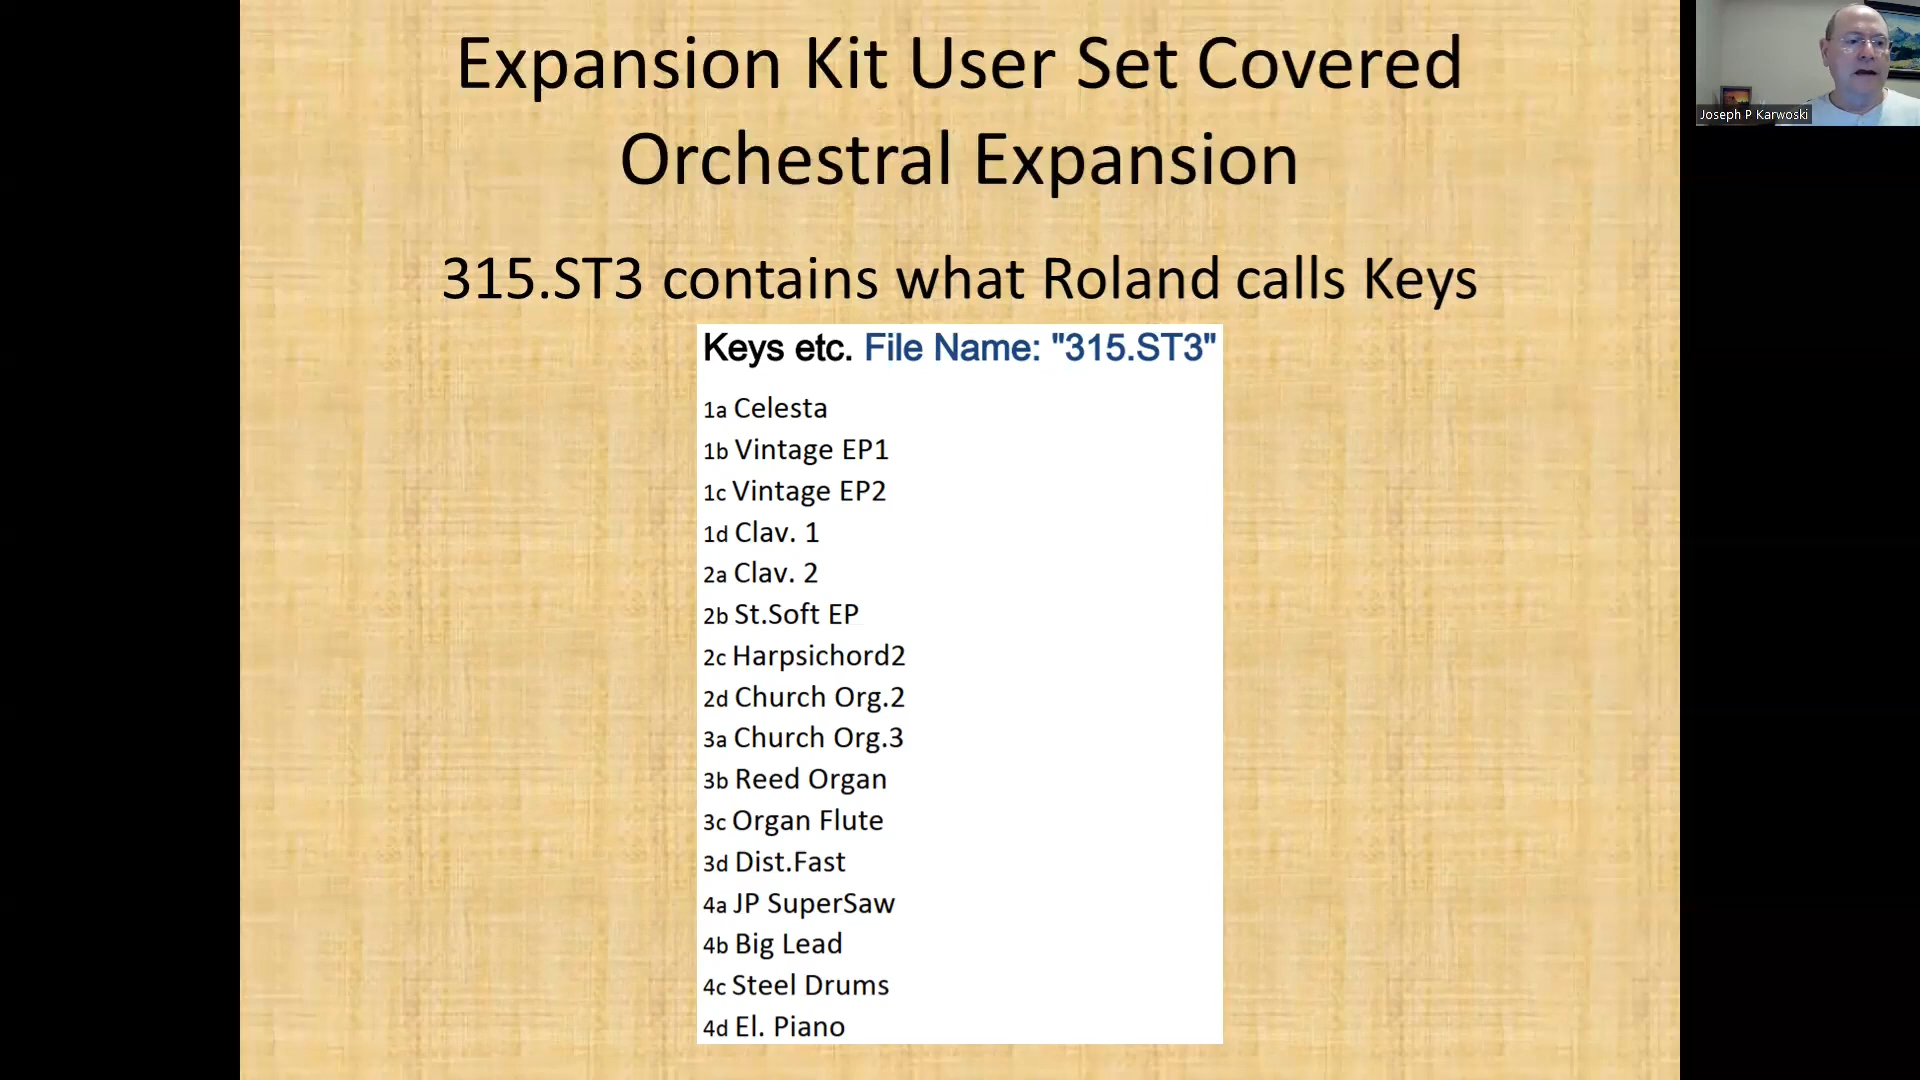 Expansion Kit User Set Covered
Orchestral Expansion
315.ST3 contains what Roland calls Keys
Keys etc. File Name: "315.ST3"
1a Celesta
1b Vintage EP1
1c Vintage EP2
1d Clav. 1
2a Clav. 2
2b St.Soft EP
2c Harpsichord2
2d Church Org.2
3a Church Org.3
3b Reed Organ
3c Organ Flute
3d Dist.Fast
4a JP SuperSaw
4b Big Lead
4c Steel Drums
4d El. Piano
Joseph P Karwoski